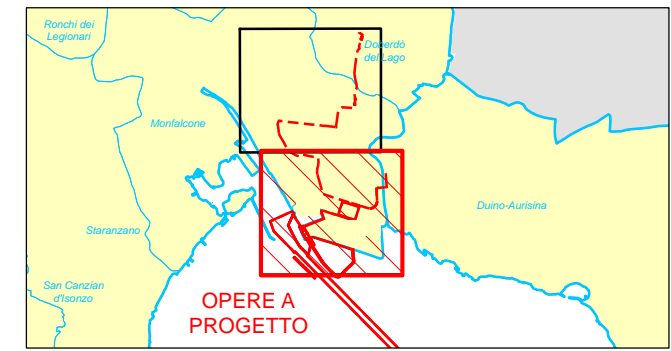 Ronchi dei
Legionari
Doberdò
del Lago
Monfalcone
Duino-Aurisina
Staranzano
San Canzian
d'Isonzo
OPERE A
PROGETTO